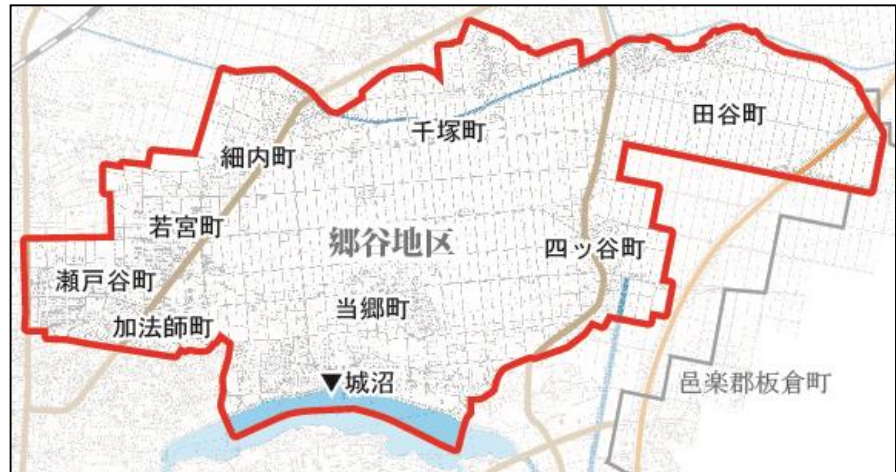 田谷町
千塚町
細内町
若宮町
郷谷地区
四ッ谷町
瀬戸谷町
当郷町
加法師町
▼城沼
邑楽郡板倉町